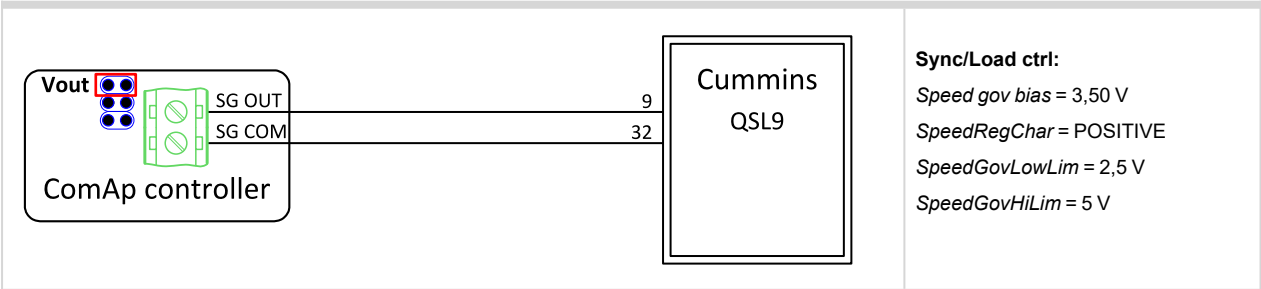 Vout
SG OUT
SG COM
ComAp controller
9
32
Cummins
QSL9
Sync/Load ctrl:
Speed gov bias = 3,50 V
SpeedRegChar = POSITIVE
SpeedGovLowLim = 2,5 V
SpeedGovHiLim = 5 V